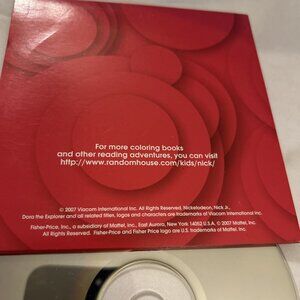 For more coloring books
and other reading adventures, you can visit
http://www.randomhouse.com/kids/nick/
© 2007 Viacom International Inc. All Rights Reserved. Nickelodeon, Nick Jr.,
Dora the Explorer and all related titles, logos and characters are trademarks of Viacom International Inc.
Fisher-Price, Inc., a subsidiary of Mattel, Inc., East Aurora, New York 14052 U.S.A. © 2007 Mattel, Inc.
All Rights Reserved. Fisher-Price and Fisher Price logo are U.S. trademarks of Mattel, Inc.